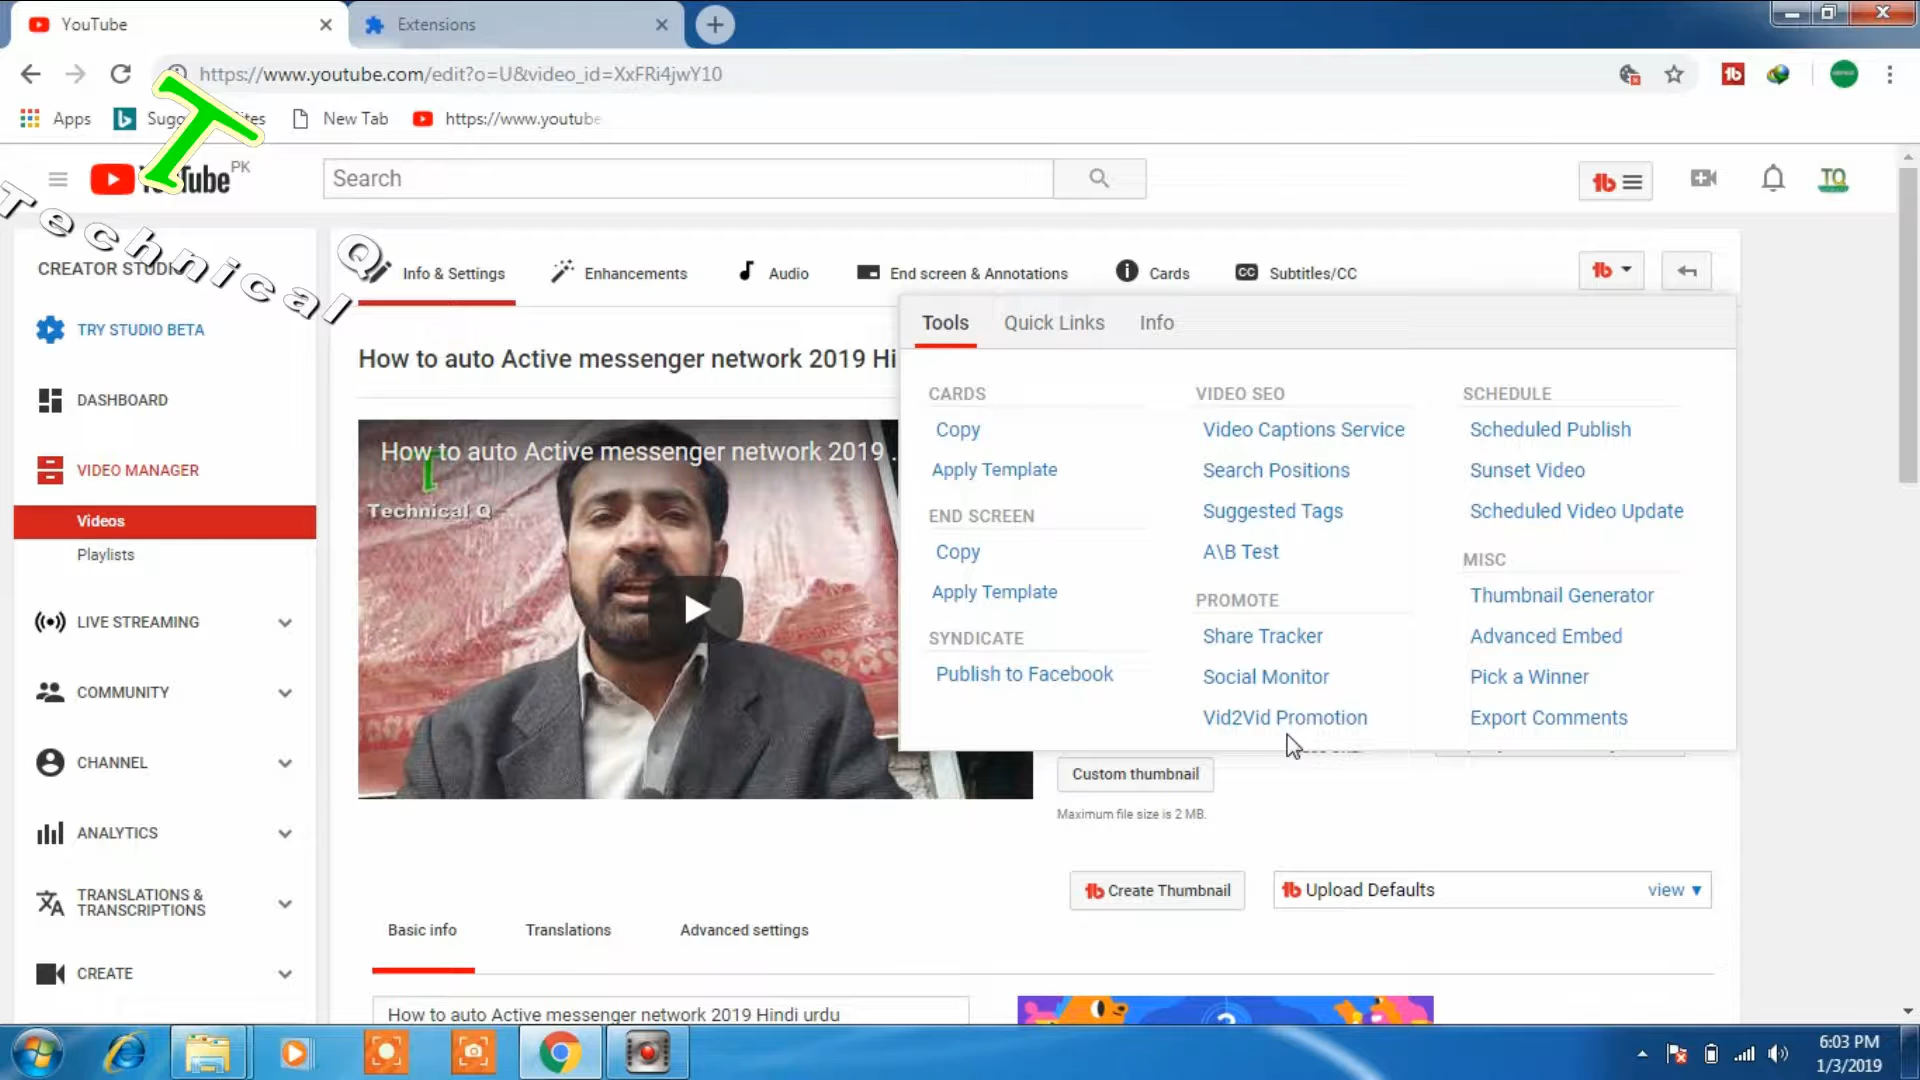 YouTube
Extensions
https://www.youtube.com/edit?o=U&video_id=XxFRi4jwY10
Apps
New Tab
https://www.youtube
T
Technical Q
PK
Search
TQ
CREATOR
TRY STUDIO BETA
DASHBOARD
VIDEO MANAGER
Videos
Playlists
LIVE STREAMING
COMMUNITY
CHANNEL
ANALYTICS
TRANSLATIONS &
TRANSCRIPTIONS
CREATE
Info & Settings
Enhancements
Audio
End screen & Annotations
Cards
CC Subtitles/CC
How to auto Active messenger network 2019 Hi
How to auto Active messenger network 2019 ...
T
Technical Q
Tools
Quick Links
Info
CARDS
Copy
Apply Template
END SCREEN
Copy
Apply Template
SYNDICATE
Publish to Facebook
VIDEO SEO
Video Captions Service
Search Positions
Suggested Tags
A\B Test
PROMOTE
Share Tracker
Social Monitor
Vid2Vid Promotion
SCHEDULE
Scheduled Publish
Sunset Video
Scheduled Video Update
MISC
Thumbnail Generator
Advanced Embed
Pick a Winner
Export Comments
Custom thumbnail
Maximum file size is 2 MB.
Create Thumbnail
Upload Defaults
view
Basic info
Translations
Advanced settings
How to auto Active messenger network 2019 Hindi urdu
6:03 PM
1/3/2019